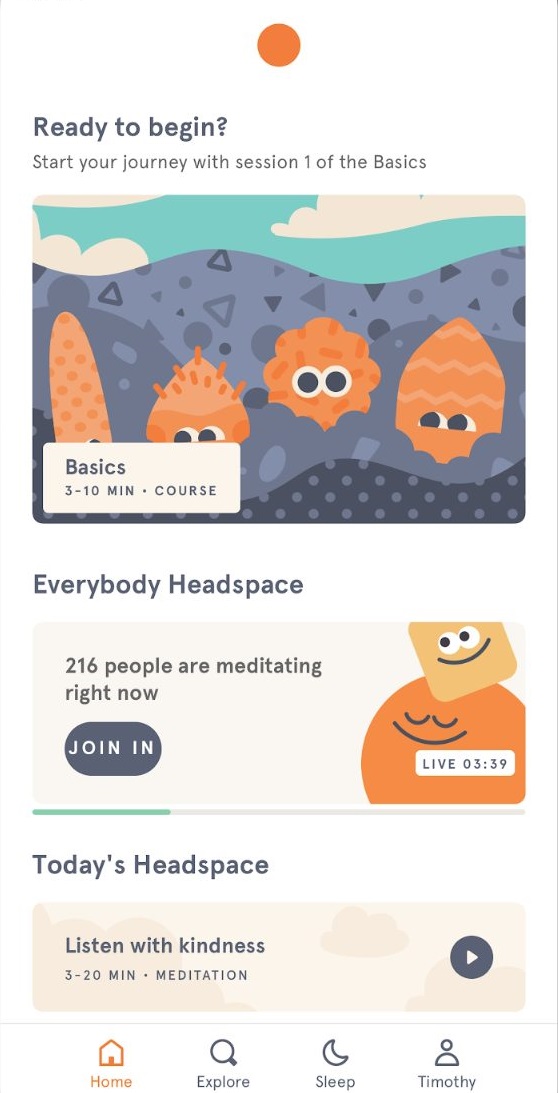 Ready to begin?
Start your journey with session 1 of the Basics
Basics
3-10 MIN • COURSE
Everybody Headspace
216 people are meditating
right now
JOIN IN
LIVE 03:39
Today's Headspace
Listen with kindness
3-20 MIN • MEDITATION
Home
Explore
Sleep
Timothy